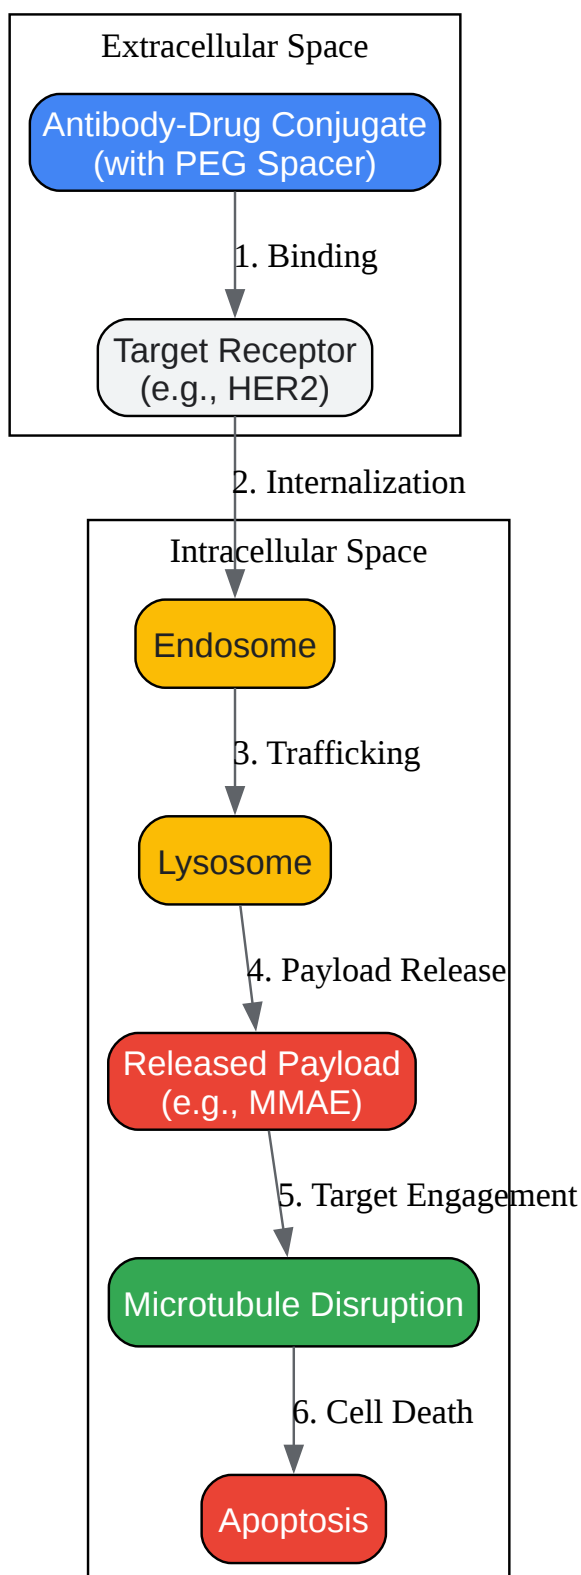 Extracellular Space
Antibody-Drug Conjugate
(with PEG Spacer)
1. Binding
Target Receptor
(e.g., HER2)
2. Internalization
Intracellular Space
Endosome
3. Trafficking
Lysosome
4. Payload Release
Released Payload
(e.g., MMAE)
5. Target Engagement
Microtubule Disruption
6. Cell Death
Apoptosis